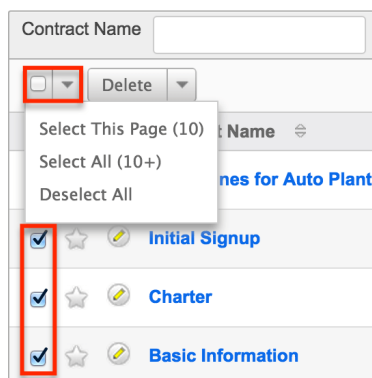 Contract Name
Delete
Select This Page (10)
t Name
Select All (10+)
nes for Auto Plant
Deselect All
Initial Signup
Charter
Basic Information